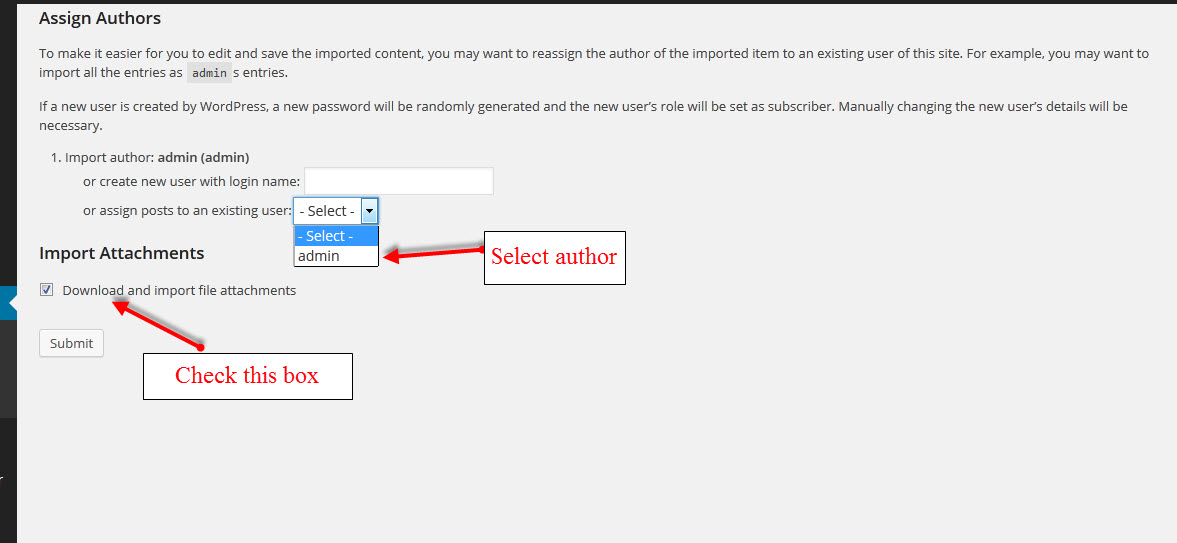 Assign Authors
To make it easier for you to edit and save the imported content, you may want to reassign the author of the imported item to an existing user of this site. For example, you may want to
import all the entries as admin s entries.
If a new user is created by WordPress, a new password will be randomly generated and the new user's role will be set as subscriber. Manually changing the new user's details will be
necessary.
1. Import author: admin (admin)
or create new user with login name:
or assign posts to an existing user: - Select -
- Select -
admin
Select author
Import Attachments
Download and import file attachments
Submit
Check this box